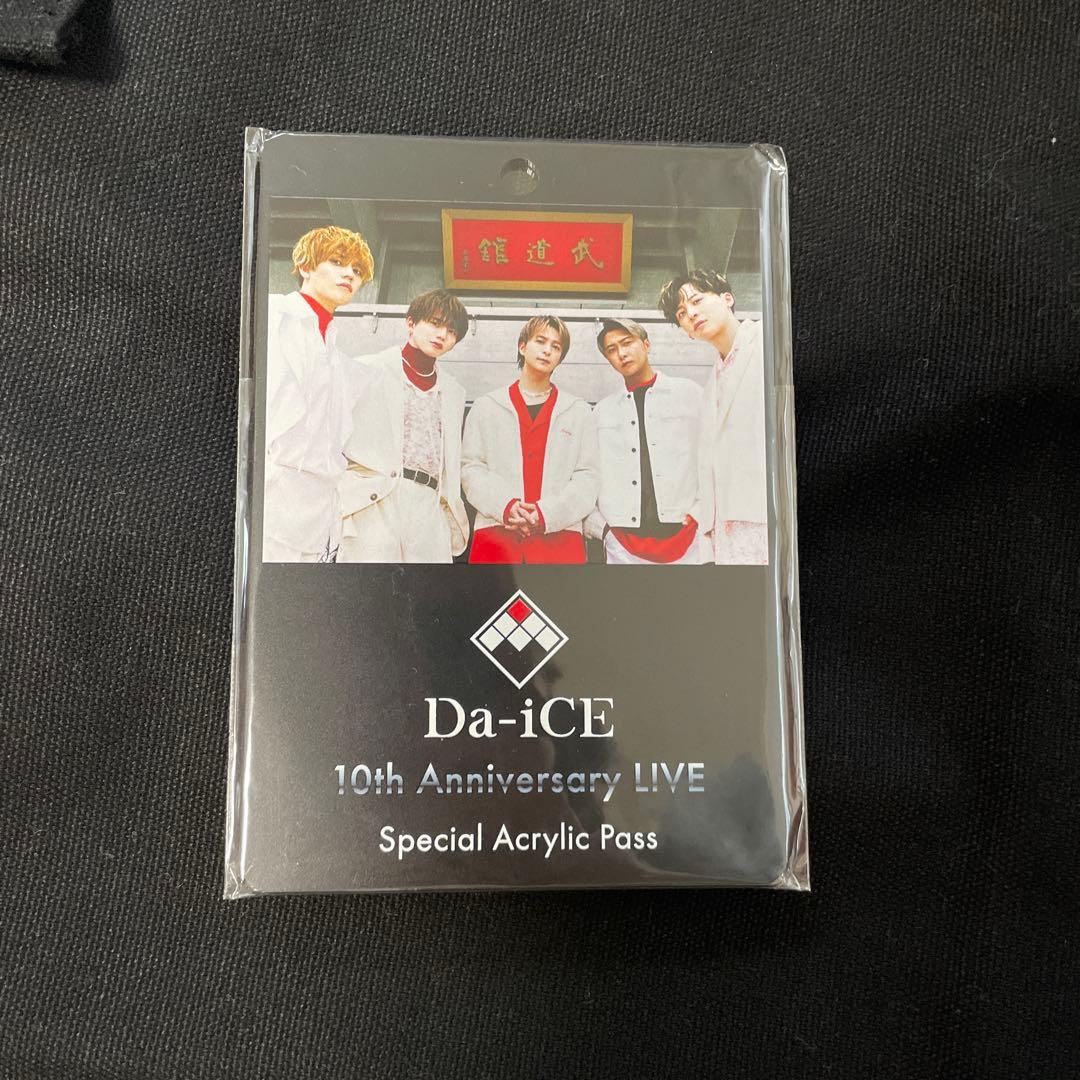 館道武
Da-iCE
10th Anniversary LIVE
Special Acrylic Pass